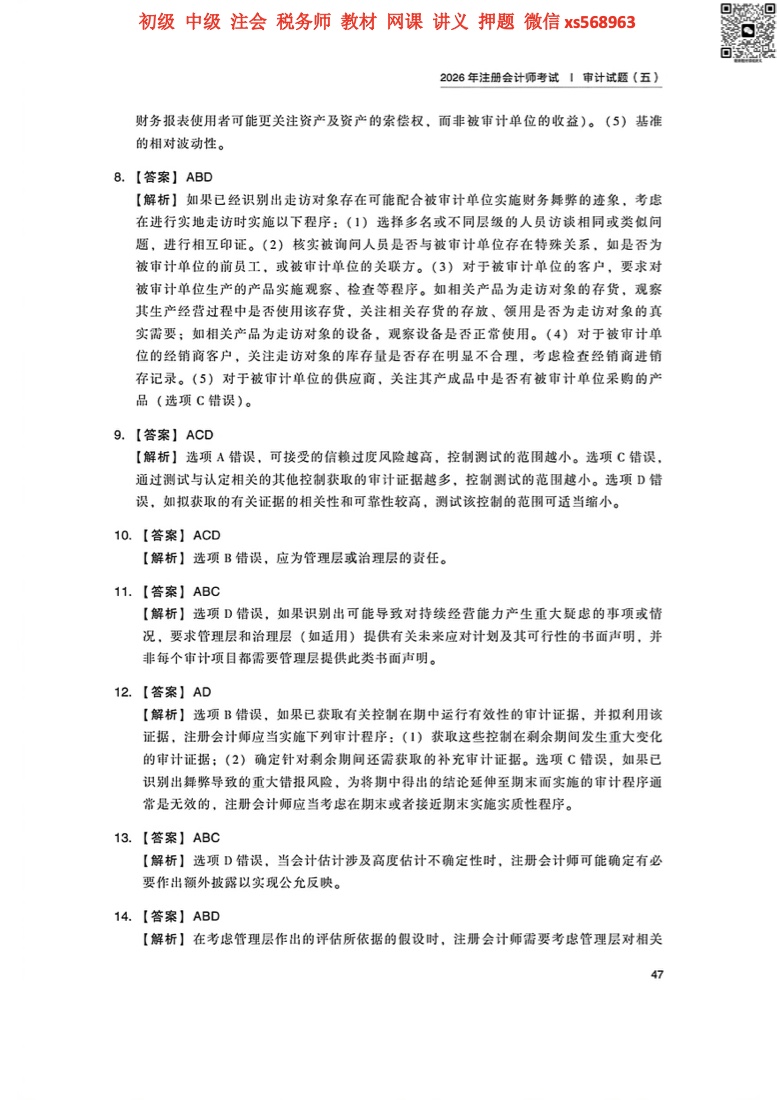 初级 中级 注会 税务师 教材 网课 讲义 押题 微信 xs568963
2026 年注册会计师考试 | 审计试题（五）
财务报表使用者可能更关注资产及资产的索偿权，而非被审计单位的收益）。（5）基准
的相对波动性。
8.【答案】ABD
【解析】如果已经识别出走访对象存在可能配合被审计单位实施财务舞弊的迹象，考虑
在进行实地走访时实施以下程序：（1）选择多名或不同层级的人员访谈相同或类似问
题，进行相互印证。（2）核实被询问人员是否与被审计单位存在特殊关系，如是否为
被审计单位的前员工，或被审计单位的关联方。（3）对于被审计单位的客户，要求对
被审计单位生产的产品实施观察、检查等程序。如相关产品为走访对象的存货，观察
其生产经营过程中是否使用该存货，关注相关存货的存放、领用是否为走访对象的真
实需要；如相关产品为走访对象的设备，观察设备是否正常使用。（4）对于被审计单
位的经销商客户，关注走访对象的库存量是否存在明显不合理，考虑检查经销商进销
存记录。（5）对于被审计单位的供应商，关注其产成品中是否有被审计单位采购的产
品（选项 C 错误）。
9.【答案】ACD
【解析】选项 A 错误，可接受的信赖过度风险越高，控制测试的范围越小。选项 C 错误，
通过测试与认定相关的其他控制获取的审计证据越多，控制测试的范围越小。选项 D 错
误，如拟获取的有关证据的相关性和可靠性较高，测试该控制的范围可适当缩小。
10.【答案】ACD
【解析】选项 B 错误，应为管理层或治理层的责任。
11.【答案】ABC
【解析】选项 D 错误，如果识别出可能导致对持续经营能力产生重大疑虑的事项或情
况，要求管理层和治理层（如适用）提供有关未来应对计划及其可行性的书面声明，并
非每个审计项目都需要管理层提供此类书面声明。
12.【答案】AD
【解析】选项 B 错误，如果已获取有关控制在期中运行有效性的审计证据，并拟利用该
证据，注册会计师应当实施下列审计程序：（1）获取这些控制在剩余期间发生重大变化
的审计证据；（2）确定针对剩余期间还需获取的补充审计证据。选项 C 错误，如果已
识别出舞弊导致的重大错报风险，为将期中得出的结论延伸至期末而实施的审计程序通
常是无效的，注册会计师应当考虑在期末或者接近期末实施实质性程序。
13.【答案】ABC
【解析】选项 D 错误，当会计估计涉及高度估计不确定性时，注册会计师可能确定有必
要作出额外披露以实现公允反映。
14.【答案】ABD
【解析】在考虑管理层作出的评估所依据的假设时，注册会计师需要考虑管理层对相关
47